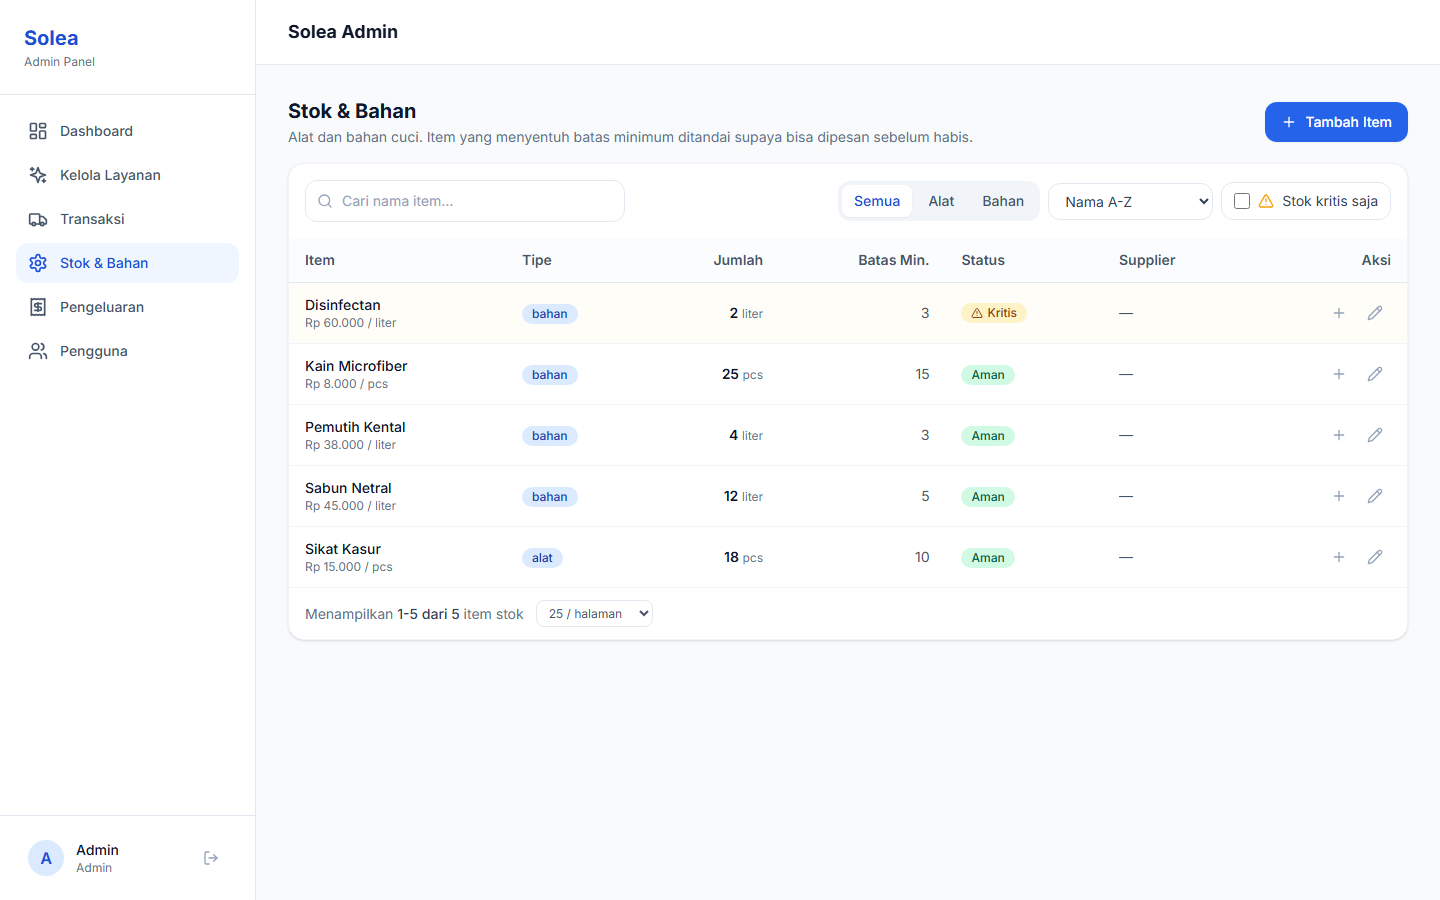 Solea
Admin Panel
Dashboard
Kelola Layanan
Transaksi
Stok & Bahan
Pengeluaran
Pengguna
A
Admin
Admin
Solea Admin
Stok & Bahan
Alat dan bahan cuci. Item yang menyentuh batas minimum ditandai supaya bisa dipesan sebelum habis.
+ Tambah Item
Cari nama item...
Semua Alat Bahan
Nama A-Z
Stok kritis saja
Item Tipe Jumlah Batas Min. Status Supplier Aksi
Disinfectan bahan 2 liter 3 Kritis —
Rp 60.000 / liter
Kain Microfiber bahan 25 pcs 15 Aman —
Rp 8.000 / pcs
Pemutih Kental bahan 4 liter 3 Aman —
Rp 38.000 / liter
Sabun Netral bahan 12 liter 5 Aman —
Rp 45.000 / liter
Sikat Kasur alat 18 pcs 10 Aman —
Rp 15.000 / pcs
Menampilkan 1-5 dari 5 item stok 25 / halaman